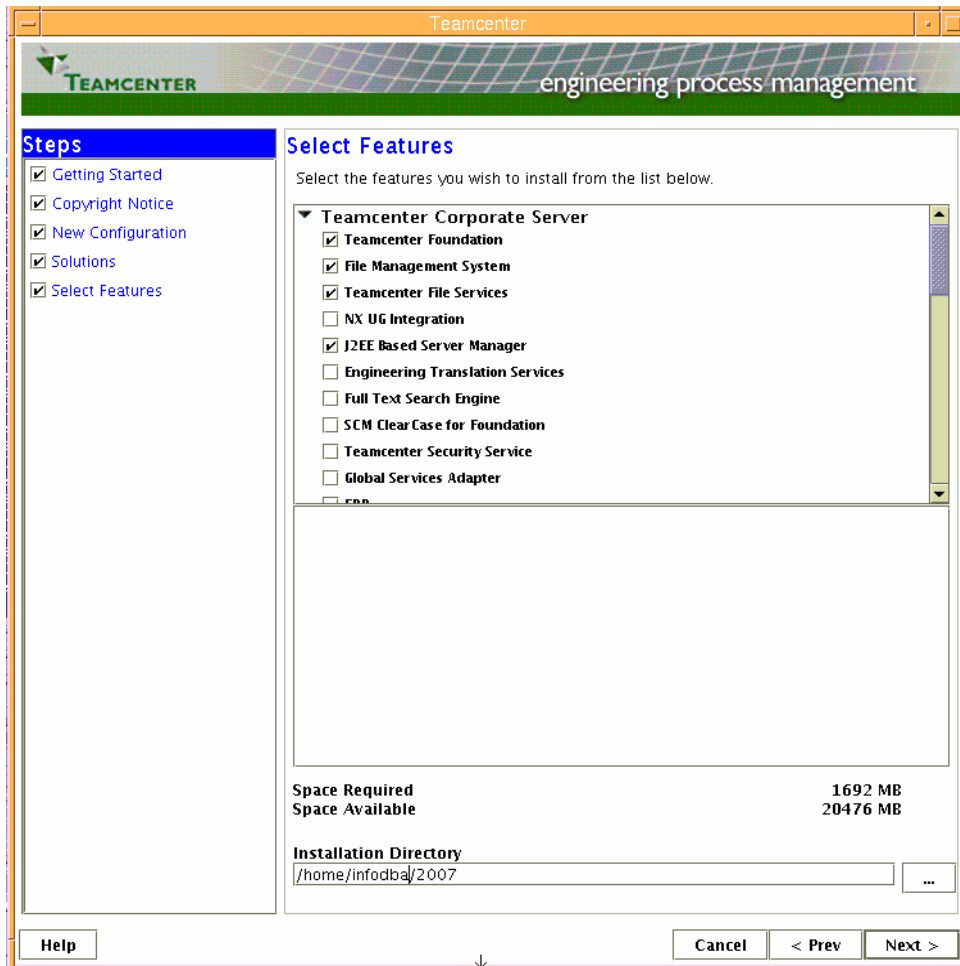 Teamcenter
TEAMCENTER
engineering process management
Steps
Getting Started
Copyright Notice
New Configuration
Solutions
Select Features
Select Features
Select the features you wish to install from the list below.
Teamcenter Corporate Server
Teamcenter Foundation
File Management System
Teamcenter File Services
NX UG Integration
J2EE Based Server Manager
Engineering Translation Services
Full Text Search Engine
SCM ClearCase for Foundation
Teamcenter Security Service
Global Services Adapter
Space Required 1692 MB
Space Available 20476 MB
Installation Directory
/home/infodba/2007
...
Help
Cancel
< Prev
Next >